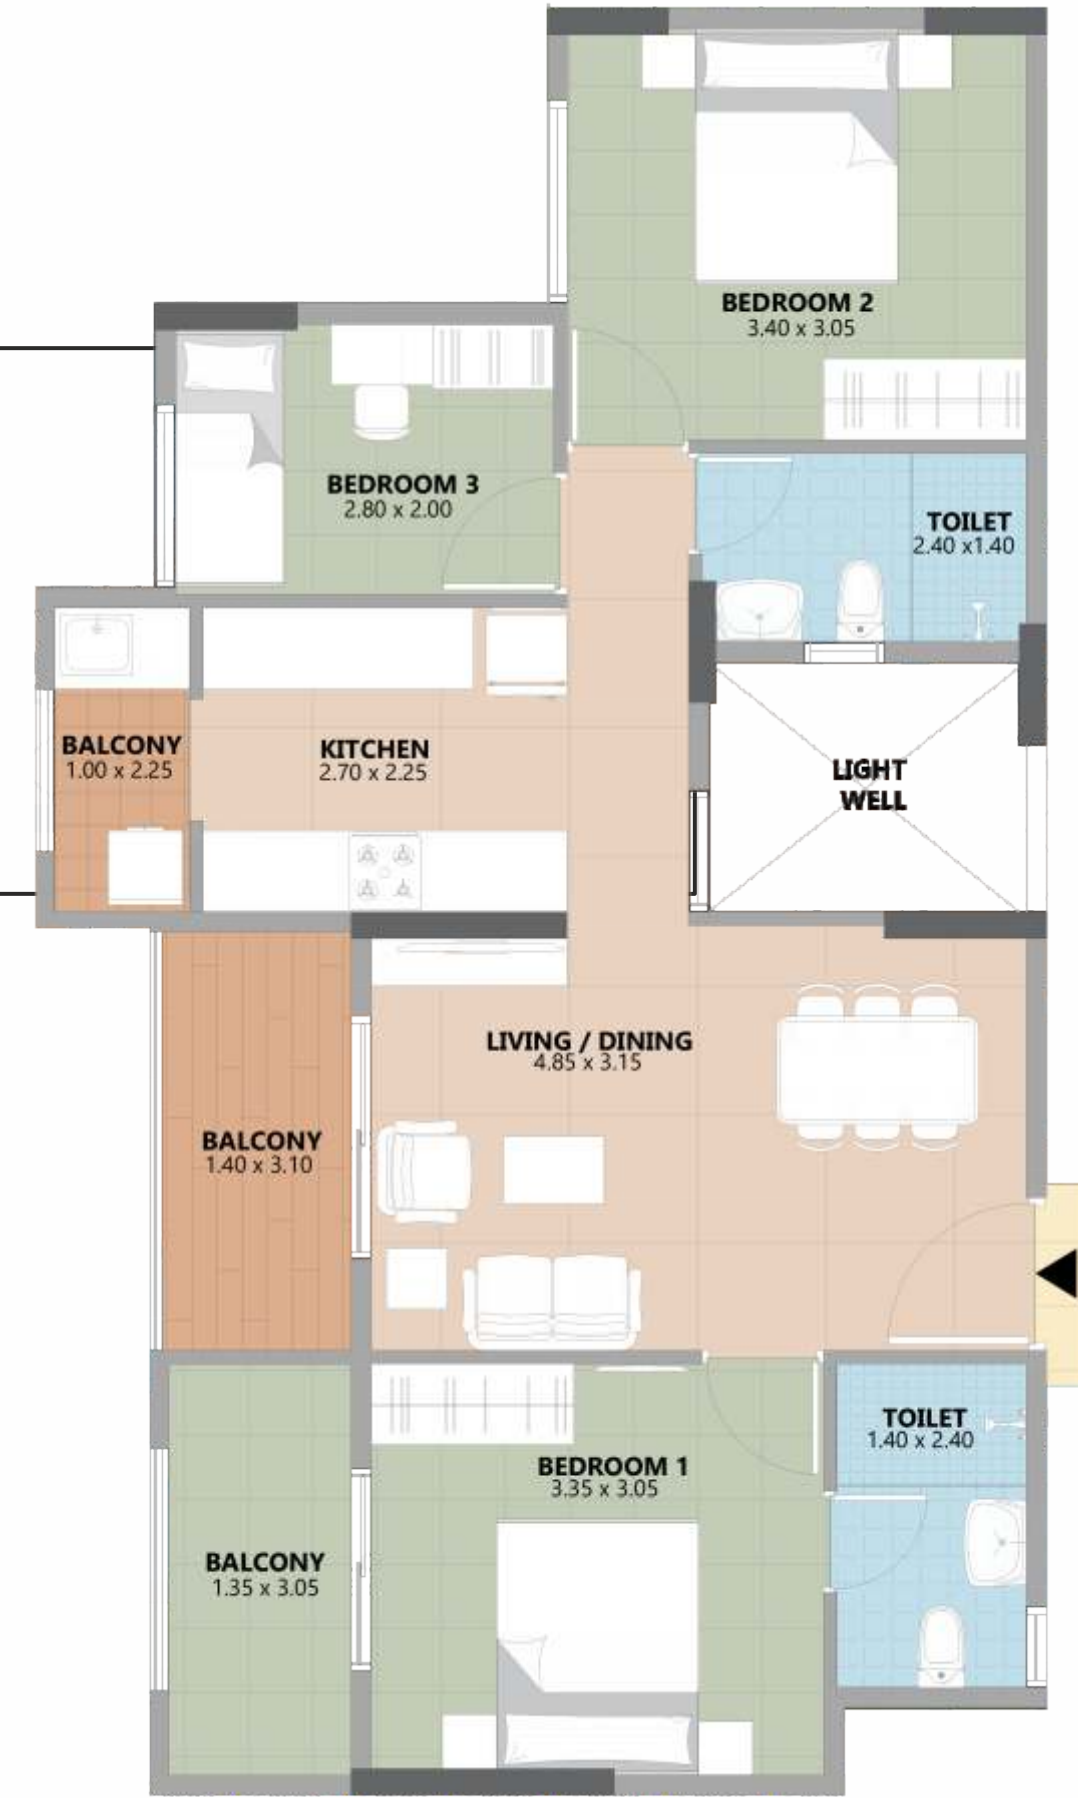 BEDROOM 2
3.40 x 3.05
BEDROOM 3
2.80 x 2.00
TOILET
2.40 x1.40
BALCONY
1.00 x 2.25
KITCHEN
2.70 x 2.25
LIGHT
WELL
LIVING / DINING
4.85 x 3.15
BALCONY
1.40 x 3.10
TOILET
1.40 x 2.40
BEDROOM 1
3.35 x 3.05
BALCONY
1.35 x 3.05